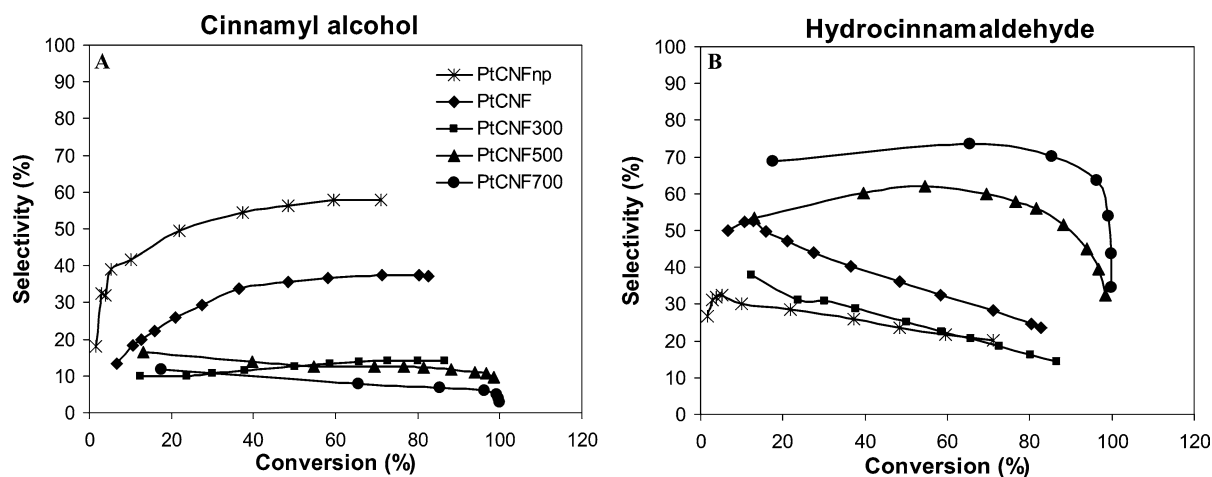 Cinnamyl alcohol
A
100
90
80
70
60
50
40
30
20
10
0
Selectivity (%)
PtCNFnp
PtCNF
PtCNF300
PtCNF500
PtCNF700
0 20 40 60 80 100 120
Conversion (%)
Hydrocinnamaldehyde
B
100
90
80
70
60
50
40
30
20
10
0
Selectivity (%)
0 20 40 60 80 100 120
Conversion (%)